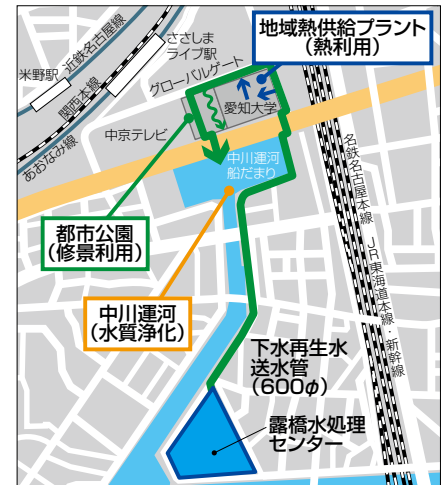 地域熱供給プラント
(熱利用)
ささしま
ライブ駅
近鉄名古屋線
米野駅
グローバルゲート
関西本線
愛知大学
中京テレビ
あおなみ線
中川運河
船だまり
名鉄名古屋本線
JR東海道本線・新幹線
都市公園
(修景利用)
中川運河
(水質浄化)
下水再生水
送水管
(600φ)
露橋水処理
センター